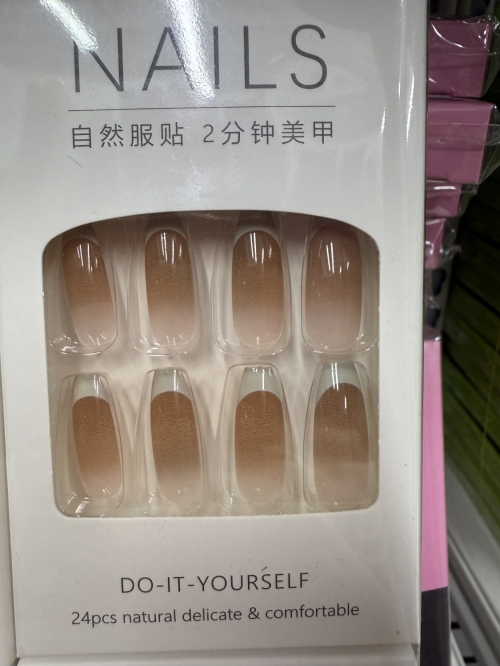 NAILS
自然服贴 2分钟美甲
DO-IT-YOURSELF
24pcs natural delicate & comfortable